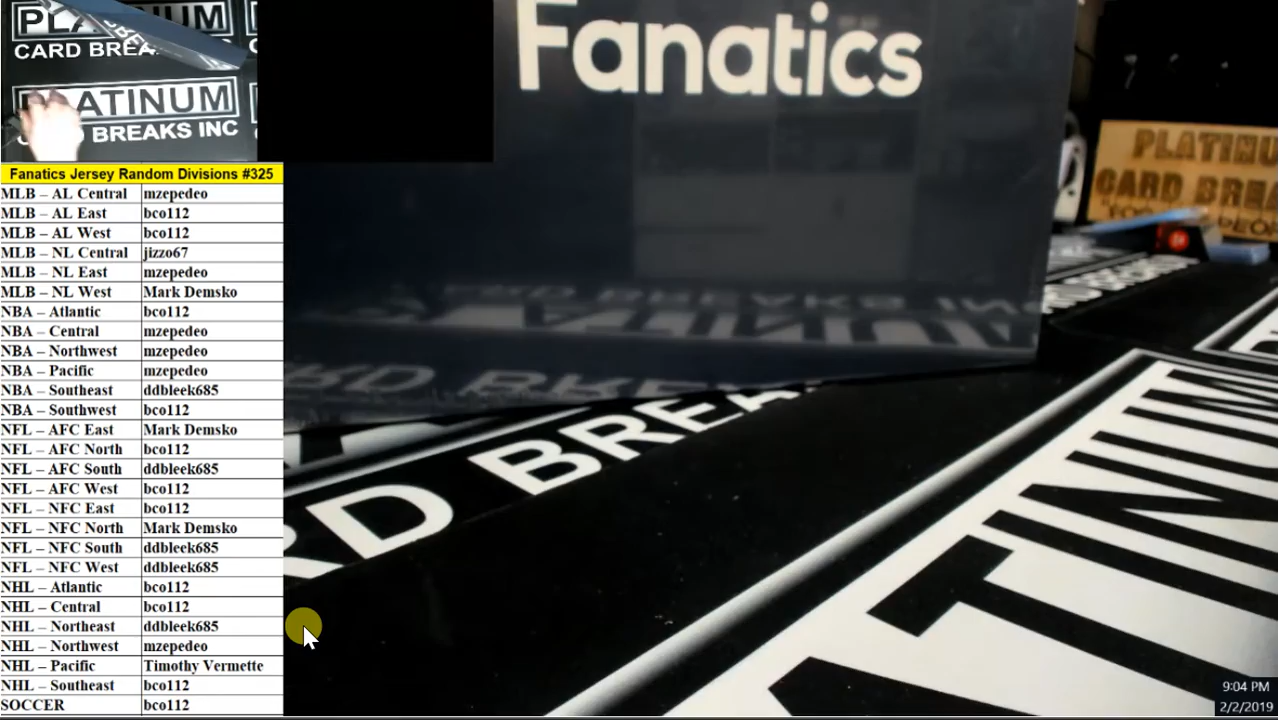 PLATINUM
CARD BREA
PLATINUM
CARD BREAKS INC
Fanatics
PLATINU
CARD BREA
Fanatics Jersey Random Divisions #325
MLB – AL Central mzepedeo
MLB – AL East bco112
MLB – AL West bco112
MLB – NL Central jizzo67
MLB – NL East mzepedeo
MLB – NL West Mark Demsko
NBA – Atlantic bco112
NBA – Central mzepedeo
NBA – Northwest mzepedeo
NBA – Pacific mzepedeo
NBA – Southeast ddbleek685
NBA – Southwest bco112
NFL – AFC East Mark Demsko
NFL – AFC North bco112
NFL – AFC South ddbleek685
NFL – AFC West bco112
NFL – NFC East bco112
NFL – NFC North Mark Demsko
NFL – NFC South ddbleek685
NFL – NFC West ddbleek685
NHL – Atlantic bco112
NHL – Central bco112
NHL – Northeast ddbleek685
NHL – Northwest mzepedeo
NHL – Pacific Timothy Vermette
NHL – Southeast bco112
SOCCER bco112
RD BREA
ATINUM
9:04 PM
2/2/2019